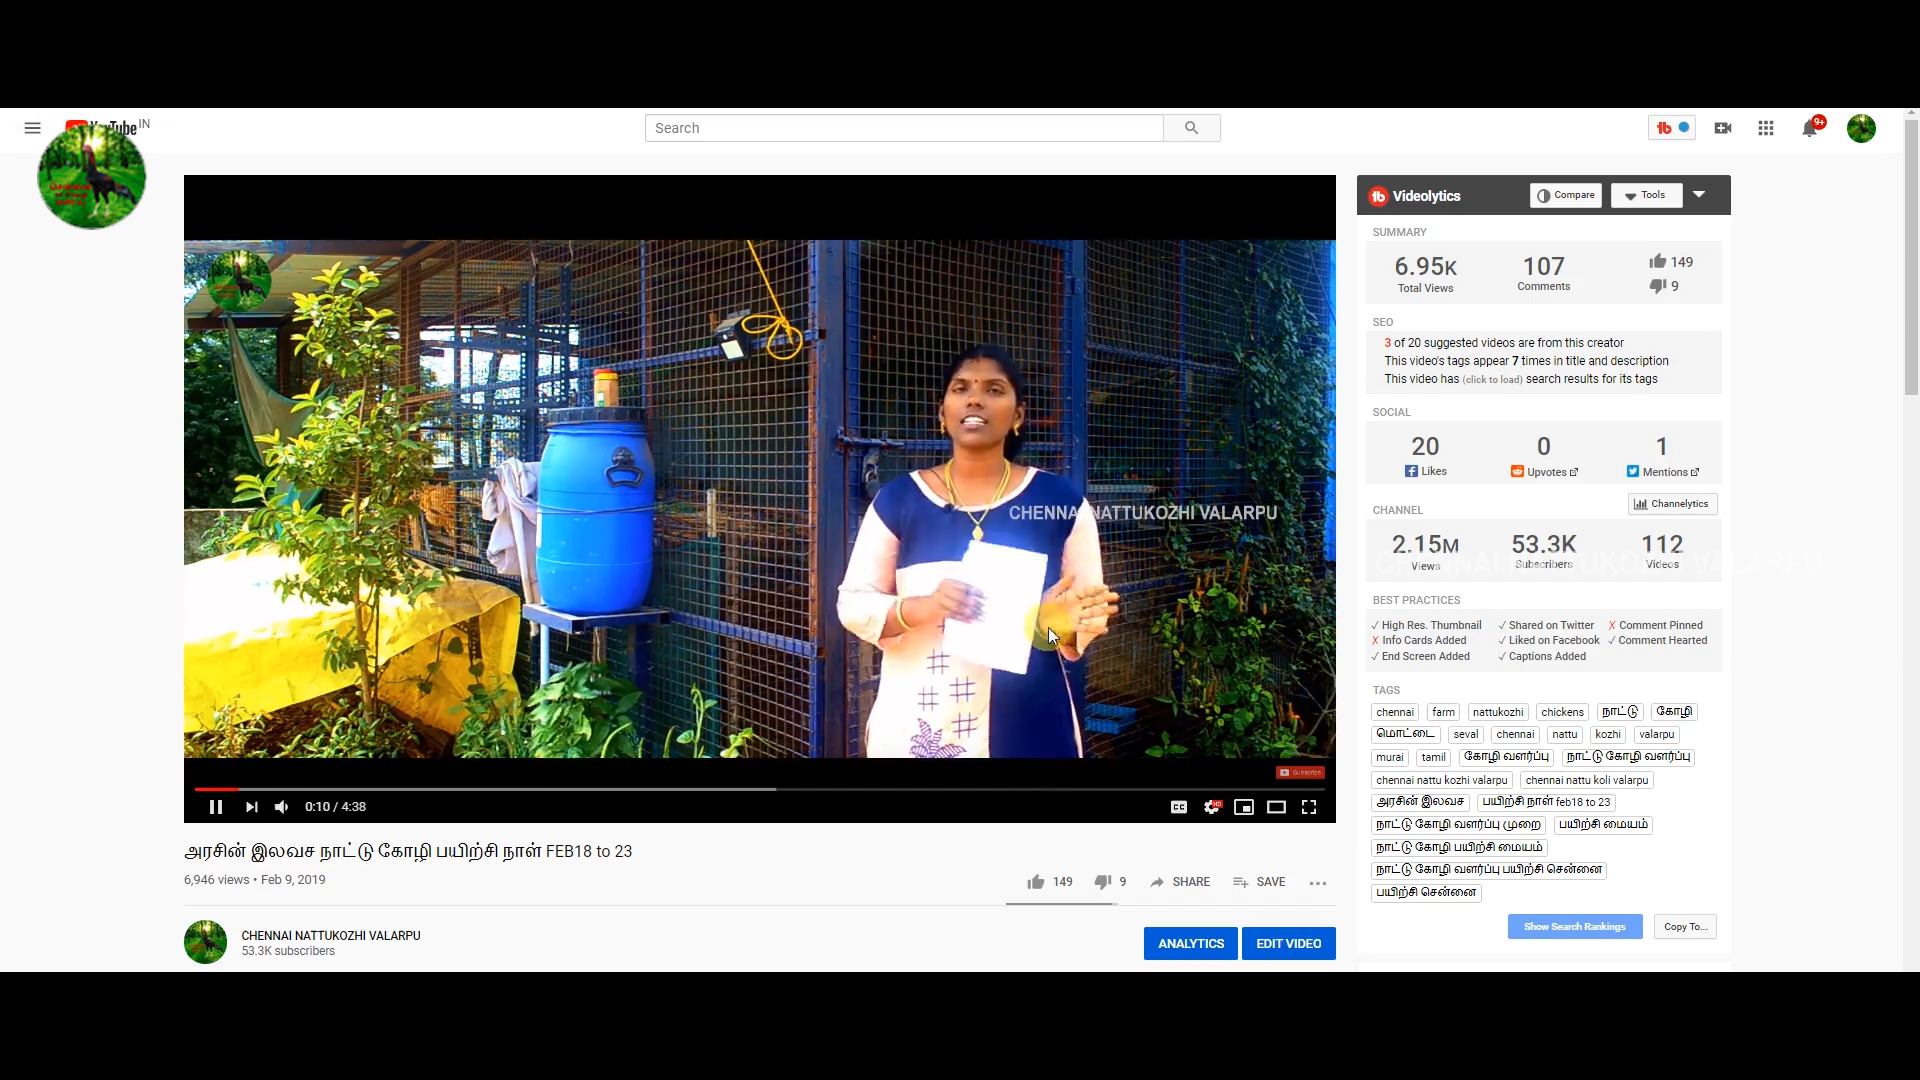 YouTube IN
Search
9+
CHENNAI NATTUKOZHI VALARPU
Subscribe
0:10 / 4:38
CC
HD
அரசின் இலவச நாட்டு கோழி பயிற்சி நாள் FEB18 to 23
6,946 views • Feb 9, 2019
149
9
SHARE
SAVE
CHENNAI NATTUKOZHI VALARPU
53.3K subscribers
ANALYTICS
EDIT VIDEO
Videolytics
Compare
Tools
SUMMARY
6.95K
107
149
Total Views
Comments
9
SEO
3 of 20 suggested videos are from this creator
This video's tags appear 7 times in title and description
This video has (click to load) search results for its tags
SOCIAL
20
0
1
Likes
Upvotes
Mentions
CHANNEL
Channelytics
2.15M
53.3K
112
Views
Subscribers
Videos
CHENNAI NATTUKOZHI VALARPU
BEST PRACTICES
✓ High Res. Thumbnail ✓ Shared on Twitter X Comment Pinned
X Info Cards Added ✓ Liked on Facebook ✓ Comment Hearted
✓ End Screen Added ✓ Captions Added
TAGS
chennai farm nattukozhi chickens நாட்டு கோழி
மொட்டை seval chennai nattu kozhi valarpu
murai tamil கோழி வளர்ப்பு நாட்டு கோழி வளர்ப்பு
chennai nattu kozhi valarpu chennai nattu koli valarpu
அரசின் இலவச பயிற்சி நாள் feb18 to 23
நாட்டு கோழி வளர்ப்பு முறை பயிற்சி மையம்
நாட்டு கோழி பயிற்சி மையம்
நாட்டு கோழி வளர்ப்பு பயிற்சி சென்னை
பயிற்சி சென்னை
Show Search Rankings
Copy To...